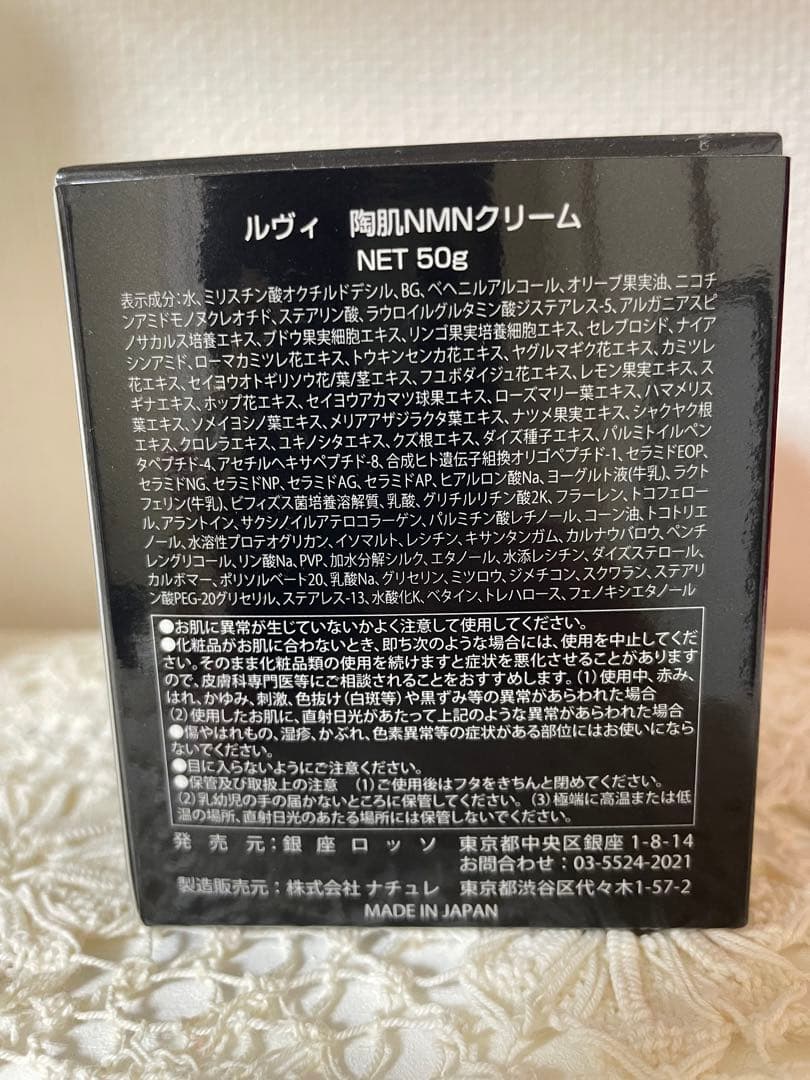 ルヴィ　陶肌NMNクリーム
NET 50g
表示成分：水、ミリスチン酸オクチルドデシル、BG、ベヘニルアルコール、オリーブ果実油、ニコチ
ンアミドモノヌクレオチド、ステアリン酸、ラウロイルグルタミン酸ジステアレス-5、アルガニアスピ
ノサカルス培養エキス、ブドウ果実細胞エキス、リンゴ果実培養細胞エキス、セレブロシド、ナイア
シンアミド、ローマカミツレ花エキス、トウキンセンカ花エキス、ヤグルマギク花エキス、カミツレ
花エキス、セイヨウオトギリソウ花/葉/茎エキス、フユボダイジュ花エキス、レモン果実エキス、ス
ギナエキス、ホップ花エキス、セイヨウアカマツ球果エキス、ローズマリー葉エキス、ハマメリス
葉エキス、ソメイヨシノ葉エキス、メリアアザジラクタ葉エキス、ナツメ果実エキス、シャクヤク根
エキス、クロレラエキス、ユキノシタエキス、クズ根エキス、ダイズ種子エキス、パルミトイルペン
タペプチド-4、アセチルヘキサペプチド-8、合成ヒト遺伝子組換オリゴペプチド-1、セラミドEOP、
セラミドNG、セラミドNP、セラミドAG、セラミドAP、ヒアルロン酸Na、ヨーグルト液(牛乳)、ラクト
フェリン(牛乳)、ビフィズス菌培養溶解質、乳酸、グリチルリチン酸2K、フラーレン、トコフェロー
ル、アラントイン、サクシノイルアテロコラーゲン、パルミチン酸レチノール、コーン油、トコトリエ
ノール、水溶性プロテオグリカン、イソマルト、レシチン、キサンタンガム、カルナウバロウ、ペンチ
レングリコール、リン酸Na、PVP、加水分解シルク、エタノール、水添レシチン、ダイズステロール、
カルボマー、ポリソルベート20、乳酸Na、グリセリン、ミツロウ、ジメチコン、スクワラン、ステアリ
ン酸PEG-20グリセリル、ステアレス-13、水酸化K、ベタイン、トレハロース、フェノキシエタノール
●お肌に異常が生じていないかよく注意して使用してください。
●化粧品がお肌に合わないとき、即ち次のような場合には、使用を中止してくだ
さい。そのまま化粧品類の使用を続けますと症状を悪化させることがあります
ので、皮膚科専門医等にご相談されることをおすすめします。(1)使用中、赤み、
はれ、かゆみ、刺激、色抜け(白斑等)や黒ずみ等の異常があらわれた場合
(2)使用したお肌に、直射日光があたって上記のような異常があらわれた場合
●傷やはれもの、湿疹、かぶれ、色素異常等の症状がある部位にはお使いになら
ないでください。
●目に入らないようにご注意ください。
●保管及び取扱上の注意　(1)ご使用後はフタをきちんと閉めてください。
(2)乳幼児の手の届かないところに保管してください。(3)極端に高温または低
温の場所、直射日光のあたる場所には保管しないでください。
発売元：銀座ロッソ　東京都中央区銀座 1-8-14
お問合わせ：03-5524-2021
製造販売元：株式会社 ナチュレ　東京都渋谷区代々木1-57-2
MADE IN JAPAN